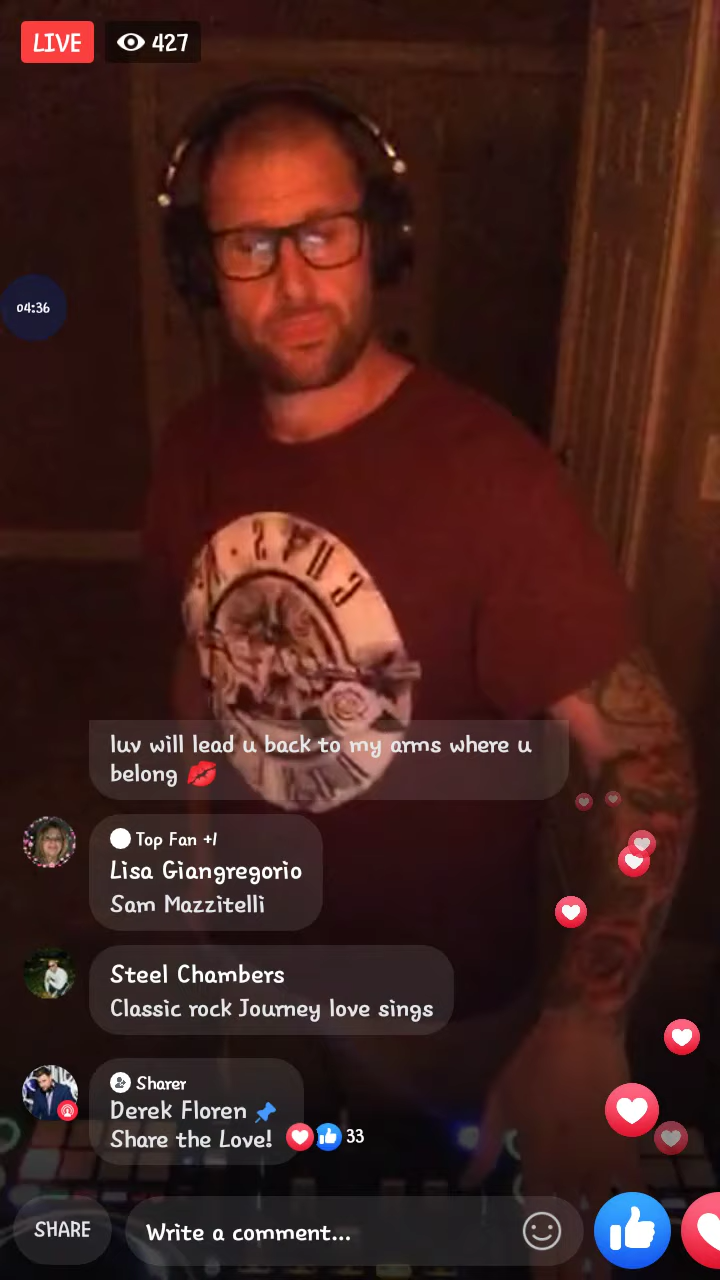 LIVE 427
04:36
luv will lead u back to my arms where u
belong 💋
Top Fan +1
Lisa Giangregorio
Sam Mazzitelli
Steel Chambers
Classic rock Journey love sings
Sharer
Derek Floren 📌
Share the Love! 33
SHARE
Write a comment...